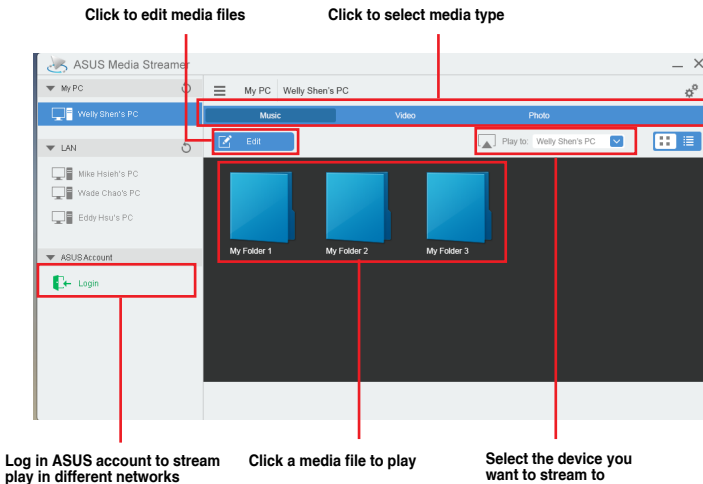 Click to edit media files
Click to select media type
ASUS Media Streamer
My PC
My PC Welly Shen's PC
Welly Shen's PC
Music Video Photo
Edit
Play to: Welly Shen's PC
LAN
Mike Hsieh's PC
Wade Chao's PC
Eddy Hsu's PC
My Folder 1 My Folder 2 My Folder 3
ASUS Account
Login
Log in ASUS account to stream
play in different networks
Click a media file to play
Select the device you
want to stream to